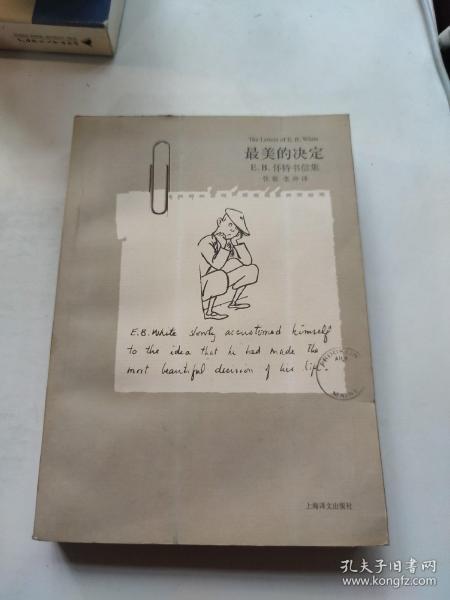 The Letters of E. B. White
最美的决定
E.B.怀特书信集
张琼 张冲 译
E.B.White slowly accustomed himself
to the idea that he had made the
most beautiful decision of his life.
BROOKLIN
MAINE
上海译文出版社
孔夫子旧书网
www.kongfz.com